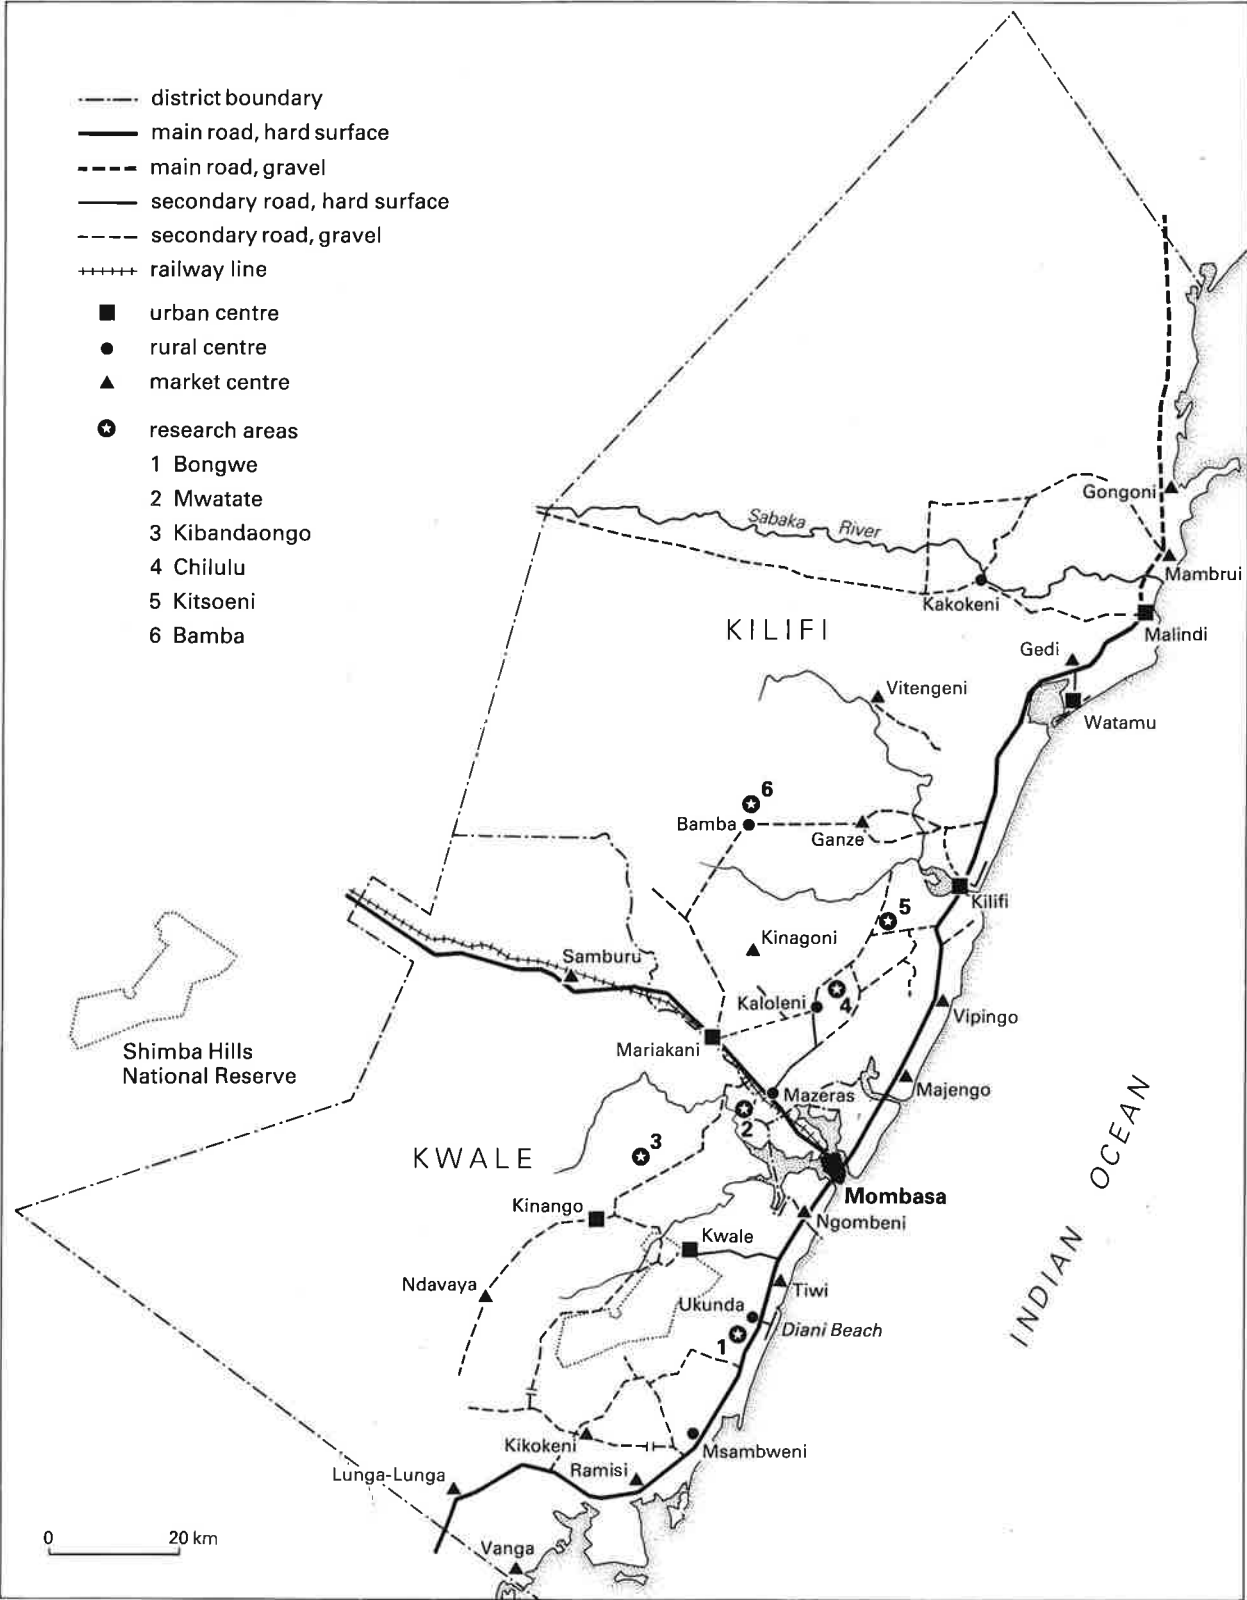 district boundary
main road, hard surface
main road, gravel
secondary road, hard surface
secondary road, gravel
railway line
urban centre
rural centre
market centre
research areas
1 Bongwe
2 Mwatate
3 Kibandaongo
4 Chilulu
5 Kitsoeni
6 Bamba
Gongoni
Sabaka River
Mambrui
Kakokeni
KILIFI
Malindi
Gedi
Vitengeni
Watamu
6
Bamba
Ganze
Kilifi
5
Kinagoni
Samburu
Kaloleni
4
Vipingo
Mariakani
Shimba Hills
National Reserve
Majengo
Mazeras
2
3
KWALE
INDIAN OCEAN
Mombasa
Kinango
Ngombeni
Kwale
Ndavaya
Tiwi
Ukunda
Diani Beach
1
Kikokeni
Msambweni
Ramisi
Lunga-Lunga
0 20 km
Vanga